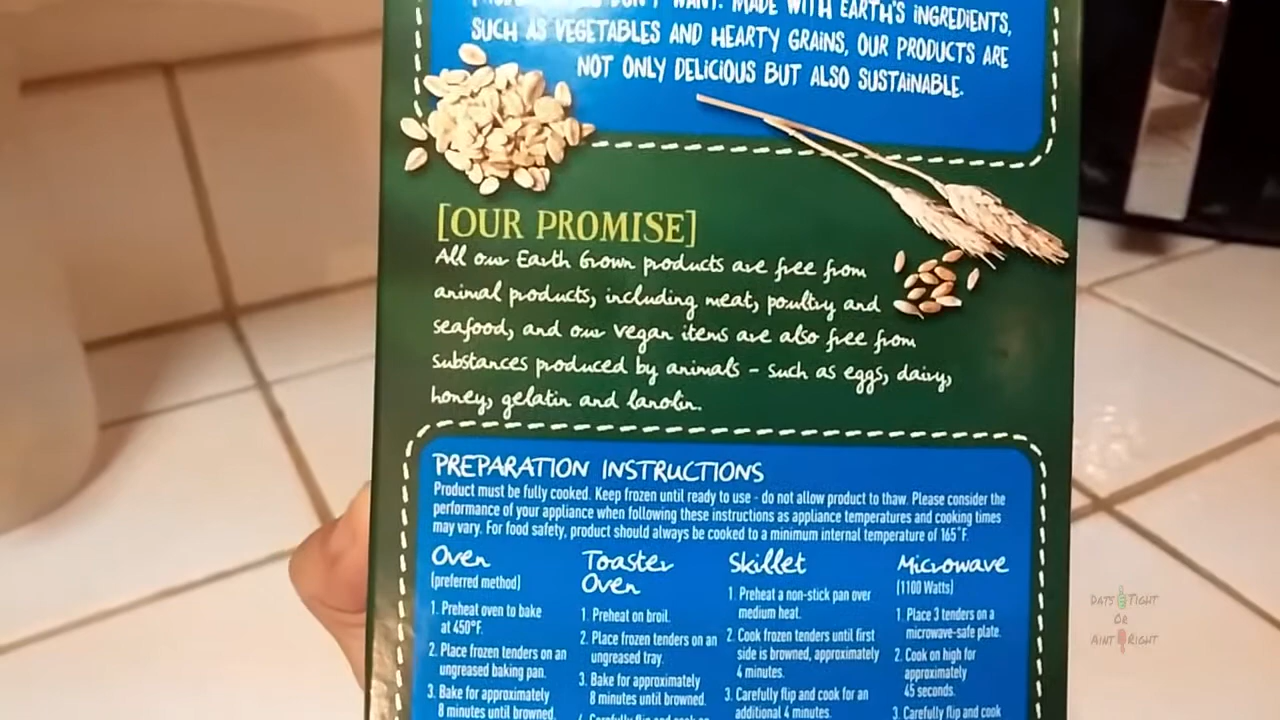 DON'T WANT. MADE WITH EARTH'S INGREDIENTS,
SUCH AS VEGETABLES AND HEARTY GRAINS, OUR PRODUCTS ARE
NOT ONLY DELICIOUS BUT ALSO SUSTAINABLE.
[OUR PROMISE]
All our Earth Grown products are free from
animal products, including meat, poultry and
seafood, and our vegan items are also free from
substances produced by animals - such as eggs, dairy,
honey, gelatin and lanolin.
PREPARATION INSTRUCTIONS
Product must be fully cooked. Keep frozen until ready to use - do not allow product to thaw. Please consider the
performance of your appliance when following these instructions as appliance temperatures and cooking times
may vary. For food safety, product should always be cooked to a minimum internal temperature of 165°F.
Oven
(preferred method)
1. Preheat oven to bake
at 450°F.
2. Place frozen tenders on an
ungreased baking pan.
3. Bake for approximately
8 minutes until browned.
Toaster
Oven
1. Preheat on broil.
2. Place frozen tenders on an
ungreased tray.
3. Bake for approximately
8 minutes until browned.
4. Carefully flip and cook
Skillet
1. Preheat a non-stick pan over
medium heat.
2. Cook frozen tenders until first
side is browned, approximately
4 minutes.
3. Carefully flip and cook for an
additional 4 minutes.
Microwave
(1100 Watts)
1. Place 3 tenders on a
microwave-safe plate.
2. Cook on high for
approximately
45 seconds.
3. Carefully flip and cook
DATS TIGHT
OR
AINT RIGHT